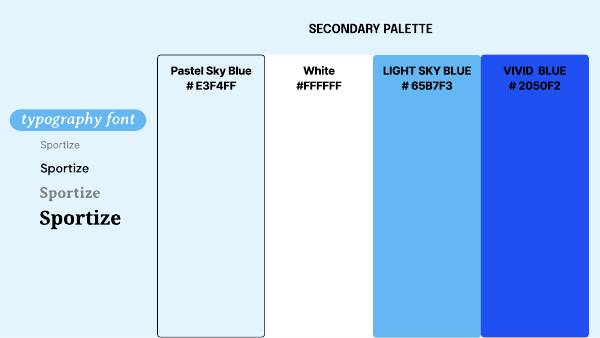 SECONDARY PALETTE
Pastel Sky Blue
# E3F4FF
White
#FFFFFF
LIGHT SKY BLUE
# 65B7F3
VIVID BLUE
# 2050F2
typography font
Sportize
Sportize
Sportize
Sportize